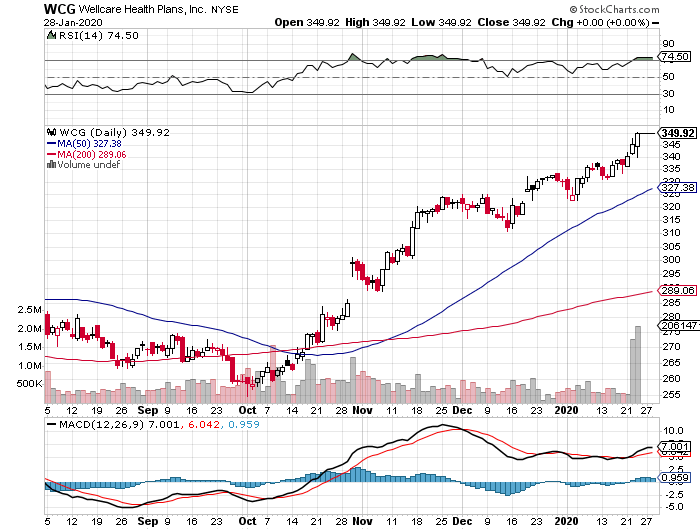 WCG Wellcare Health Plans, Inc. NYSE © StockCharts.com
28-Jan-2020 Open 349.92 High 349.92 Low 349.92 Close 349.92 Chg +0.00 (+0.00%)
RSI(14) 74.50
90
74.50
50
30
10
WCG (Daily) 349.92
MA(50) 327.38
MA(200) 289.06
Volume undef
349.92
345
340
335
330
327.38
320
315
310
305
300
295
289.06
285
280
2061471
270
265
260
255
2.5M
2.0M
1.5M
1.0M
500K
5 12 19 26 Sep 9 16 23 Oct 7 14 21 28 Nov 11 18 25 Dec 9 16 23 2020 13 21 27
MACD(12,26,9) 7.001, 6.042, 0.959
10.0
7.001
6.042
0.959
-2.5
-5.0
5 12 19 26 Sep 9 16 23 Oct 7 14 21 28 Nov 11 18 25 Dec 9 16 23 2020 13 21 27